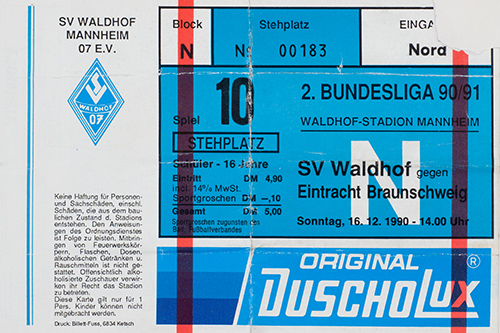 SV WALDHOF
MANNHEIM
07 E.V.
WALDHOF
07
Keine Haftung für Personen-
und Sachschäden, einschl.
Schäden, die aus dem bau-
lichen Zustand d. Stadions
entstehen. Den Anweisun-
gen des Ordnungsdienstes
ist Folge zu leisten. Mitbrin-
gen von Feuerwerkskör-
pern, Flaschen, Dosen,
alkoholischen Getränken u.
Rauschmitteln ist nicht ge-
stattet. Offensichtlich alko-
holisierte Zuschauer verwir-
ken ihr Recht das Stadion
zu betreten.
Diese Karte gilt nur für 1
Pers. Kinder können nicht
mitgebracht werden.
Druck: Billett-Fuss, 6834 Ketsch
Block Stehplatz EINGA
N No 00183 Nord
Spiel 10 2. BUNDESLIGA 90/91
WALDHOF-STADION MANNHEIM
STEHPLATZ
Schüler - 16 Jahre
Eintritt DM 4,90
incl. 14% MwSt.
Sportgroschen DM -,10
Gesamt DM 5,00
Sportgroschen zugunsten des
Bad. Fußballverbandes
N
SV Waldhof gegen
Eintracht Braunschweig
Sonntag, 16. 12. 1990 - 14.00 Uhr
ORIGINAL ®
DUSCHOLUX